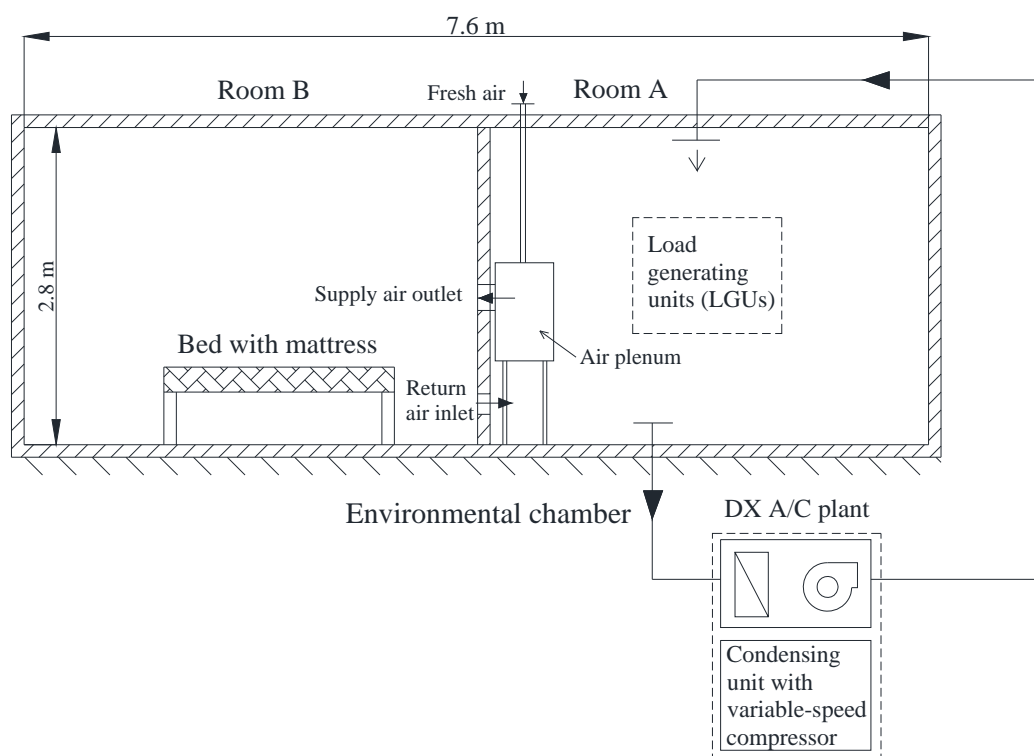 7.6 m
Room B
Fresh air
Room A
2.8 m
Load
generating
units (LGUs)
Supply air outlet
Bed with mattress
Air plenum
Return
air inlet
Environmental chamber
DX A/C plant
Condensing
unit with
variable-speed
compressor